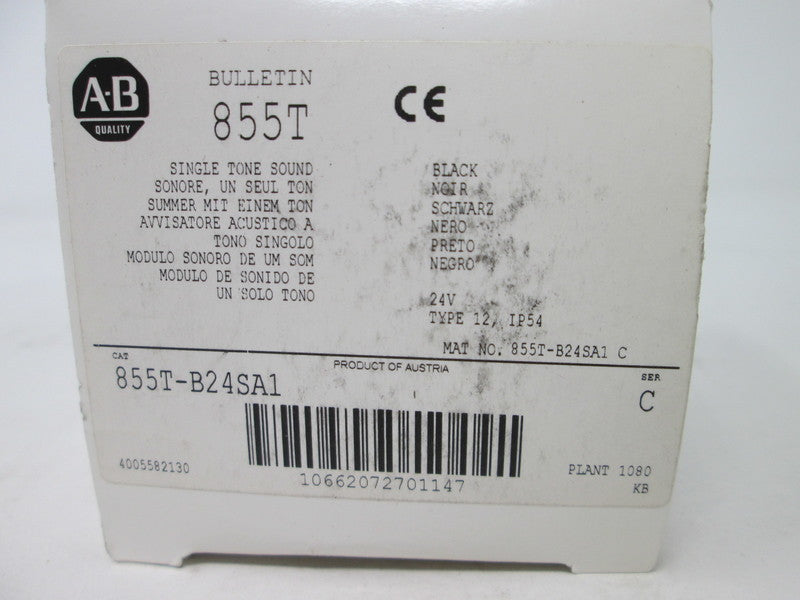 A-B
QUALITY
BULLETIN
855T
CE
SINGLE TONE SOUND
SONORE, UN SEUL TON
SUMMER MIT EINEM TON
AVVISATORE ACUSTICO A
TONO SINGOLO
MODULO SONORO DE UM SOM
MODULO DE SONIDO DE
UN SOLO TONO
BLACK
NOIR
SCHWARZ
NERO
PRETO
NEGRO
24V
TYPE 12, IP54
MAT NO. 855T-B24SA1 C
CAT
PRODUCT OF AUSTRIA
SER
855T-B24SA1
C
4005582130
10662072701147
PLANT 1080
KB